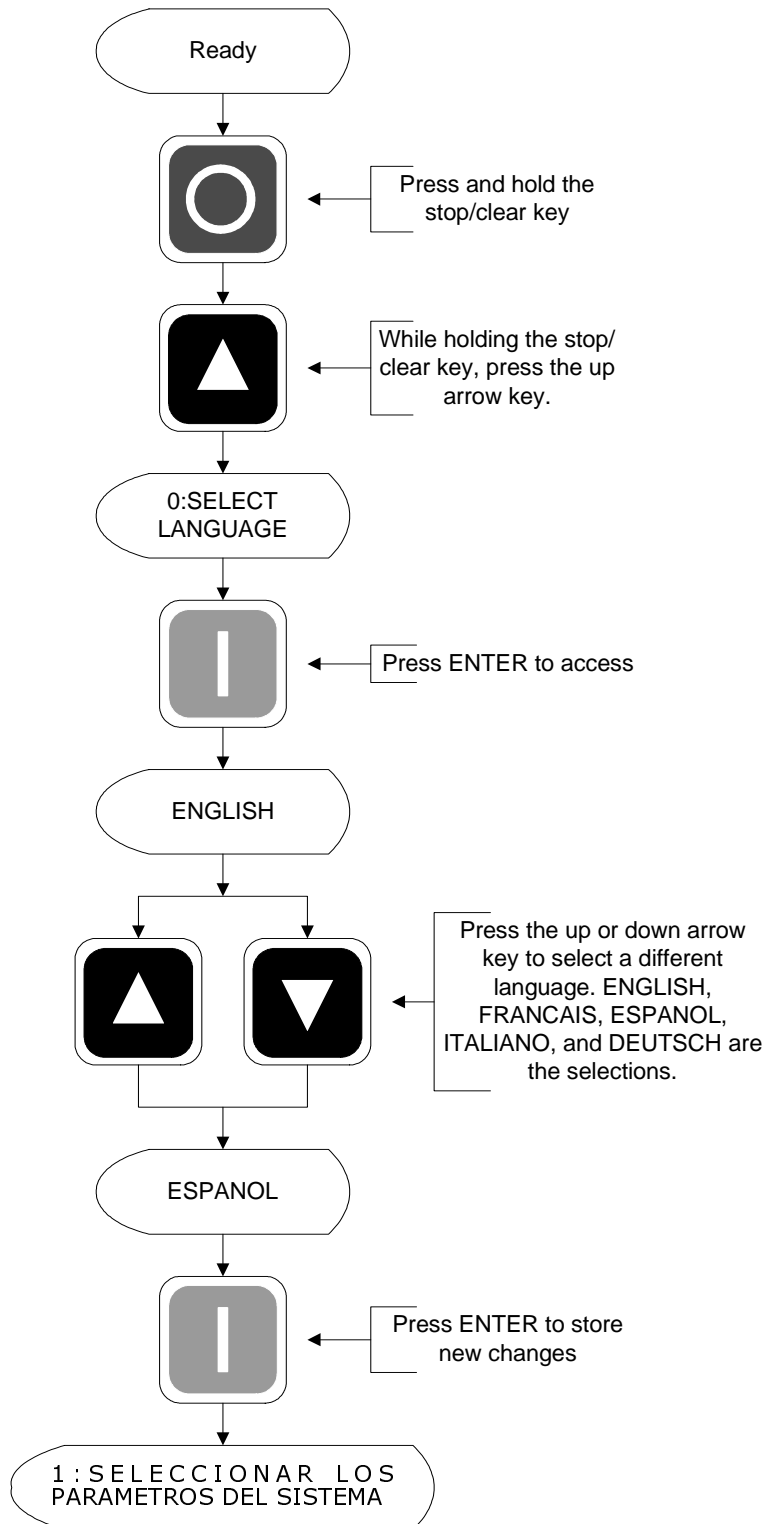 Ready
Press and hold the
stop/clear key
While holding the stop/
clear key, press the up
arrow key.
0:SELECT
LANGUAGE
Press ENTER to access
ENGLISH
Press the up or down arrow
key to select a different
language. ENGLISH,
FRANCAIS, ESPANOL,
ITALIANO, and DEUTSCH are
the selections.
ESPANOL
Press ENTER to store
new changes
1:SELECCIONAR LOS
PARAMETROS DEL SISTEMA